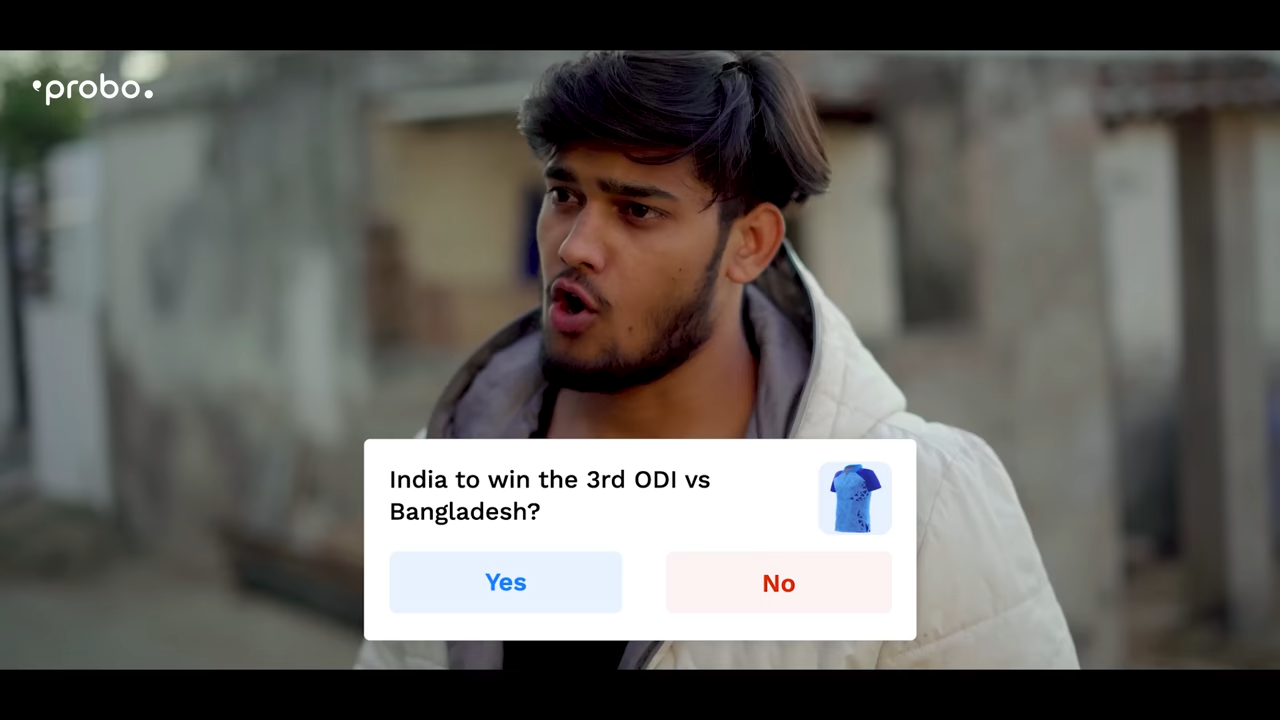 probo.
India to win the 3rd ODI vs
Bangladesh?
Yes
No